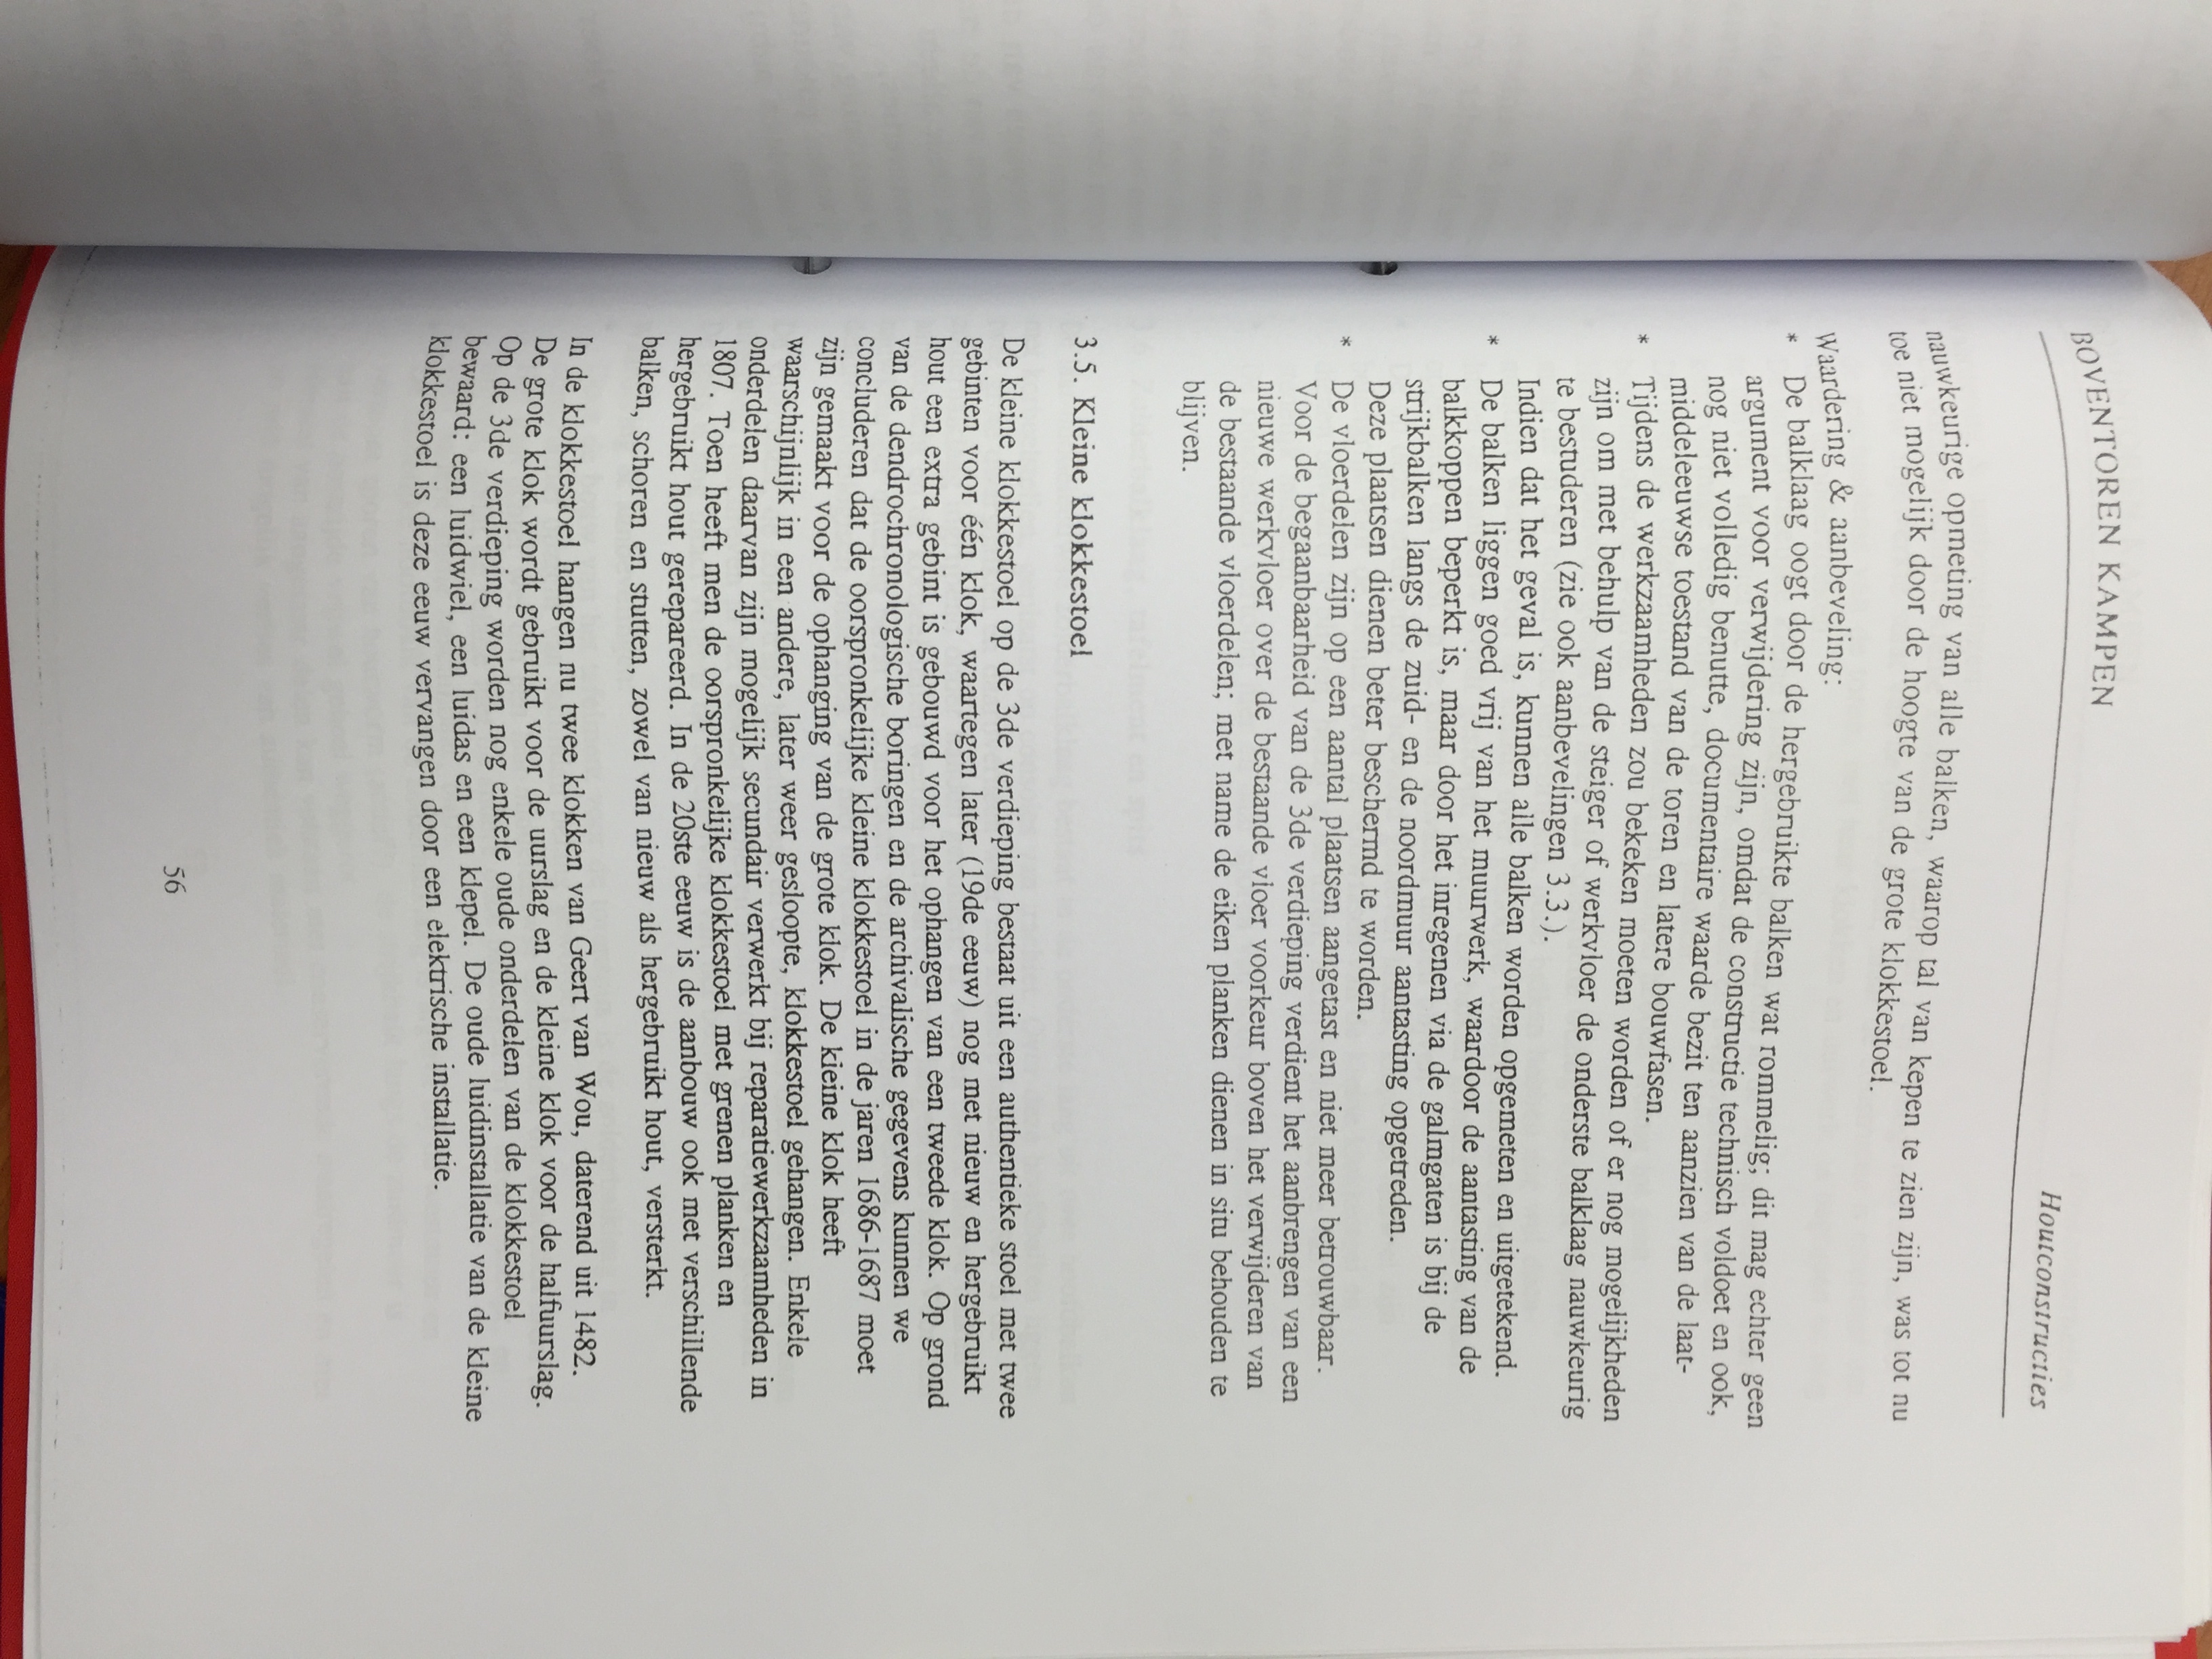 BOVENTOREN KAMPEN
Houtconstructies
nauwkeurige opmeting van alle balken, waarop tal van kepen te zien zijn, was tot nu
toe niet mogelijk door de hoogte van de grote klokkestoel.
Waardering & aanbeveling:
* De balklaag oogt door de hergebruikte balken wat rommelig; dit mag echter geen
argument voor verwijdering zijn, omdat de constructie technisch voldoet en ook,
nog niet volledig benutte, documentaire waarde bezit ten aanzien van de laat-
middeleeuwse toestand van de toren en latere bouwfasen.
* Tijdens de werkzaamheden zou bekeken moeten worden of er nog mogelijkheden
zijn om met behulp van de steiger of werkvloer de onderste balklaag nauwkeurig
te bestuderen (zie ook aanbevelingen 3.3.).
Indien dat het geval is, kunnen alle balken worden opgemeten en uitgetekend.
* De balken liggen goed vrij van het muurwerk, waardoor de aantasting van de
balkkoppen beperkt is, maar door het inregenen via de galmgaten is bij de
strijkbalken langs de zuid- en de noordmuur aantasting opgetreden.
Deze plaatsen dienen beter beschermd te worden.
* De vloerdelen zijn op een aantal plaatsen aangetast en niet meer betrouwbaar.
Voor de begaanbaarheid van de 3de verdieping verdient het aanbrengen van een
nieuwe werkvloer over de bestaande vloer voorkeur boven het verwijderen van
de bestaande vloerdelen; met name de eiken planken dienen in situ behouden te
blijven.
3.5. Kleine klokkestoel
De kleine klokkestoel op de 3de verdieping bestaat uit een authentieke stoel met twee
gebinten voor één klok, waartegen later (19de eeuw) nog met nieuw en hergebruikt
hout een extra gebint is gebouwd voor het ophangen van een tweede klok. Op grond
van de dendrochronologische boringen en de archivalische gegevens kunnen we
concluderen dat de oorspronkelijke kleine klokkestoel in de jaren 1686-1687 moet
zijn gemaakt voor de ophanging van de grote klok. De kieine klok heeft
waarschijnlijk in een andere, later weer gesloopte, klokkestoel gehangen. Enkele
onderdelen daarvan zijn mogelijk secundair verwerkt bij reparatiewerkzaamheden in
1807. Toen heeft men de oorspronkelijke klokkestoel met grenen planken en
hergebruikt hout gerepareerd. In de 20ste eeuw is de aanbouw ook met verschillende
balken, schoren en stutten, zowel van nieuw als hergebruikt hout, versterkt.
In de klokkestoel hangen nu twee klokken van Geert van Wou, daterend uit 1482.
De grote klok wordt gebruikt voor de uurslag en de kleine klok voor de halfuurslag.
Op de 3de verdieping worden nog enkele oude onderdelen van de klokkestoel
bewaard: een luidwiel, een luidas en een klepel. De oude luidinstallatie van de kleine
klokkestoel is deze eeuw vervangen door een elektrische installatie.
56